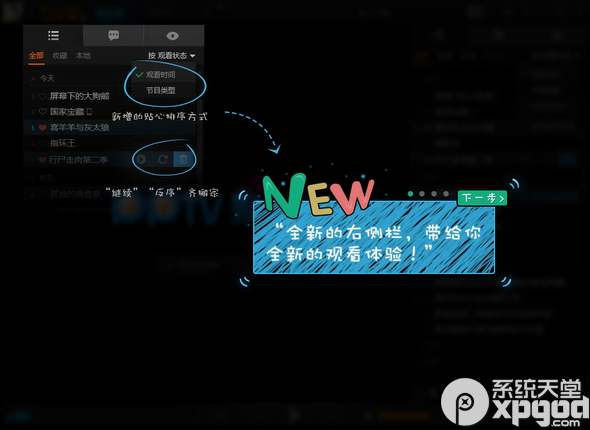 全部 收藏 本地 按 观看状态
观看时间
节目类型
今天
屏幕下的大狗郎
国家宝藏
喜羊羊与灰太狼
指环王
行尸走肉第二季
新增的贴心排序方式
“继续”“反序”齐搬家
NEW
下一步>
“全新的右侧栏，带给你
全新的观看体验！”
系统天堂
xpgod.com